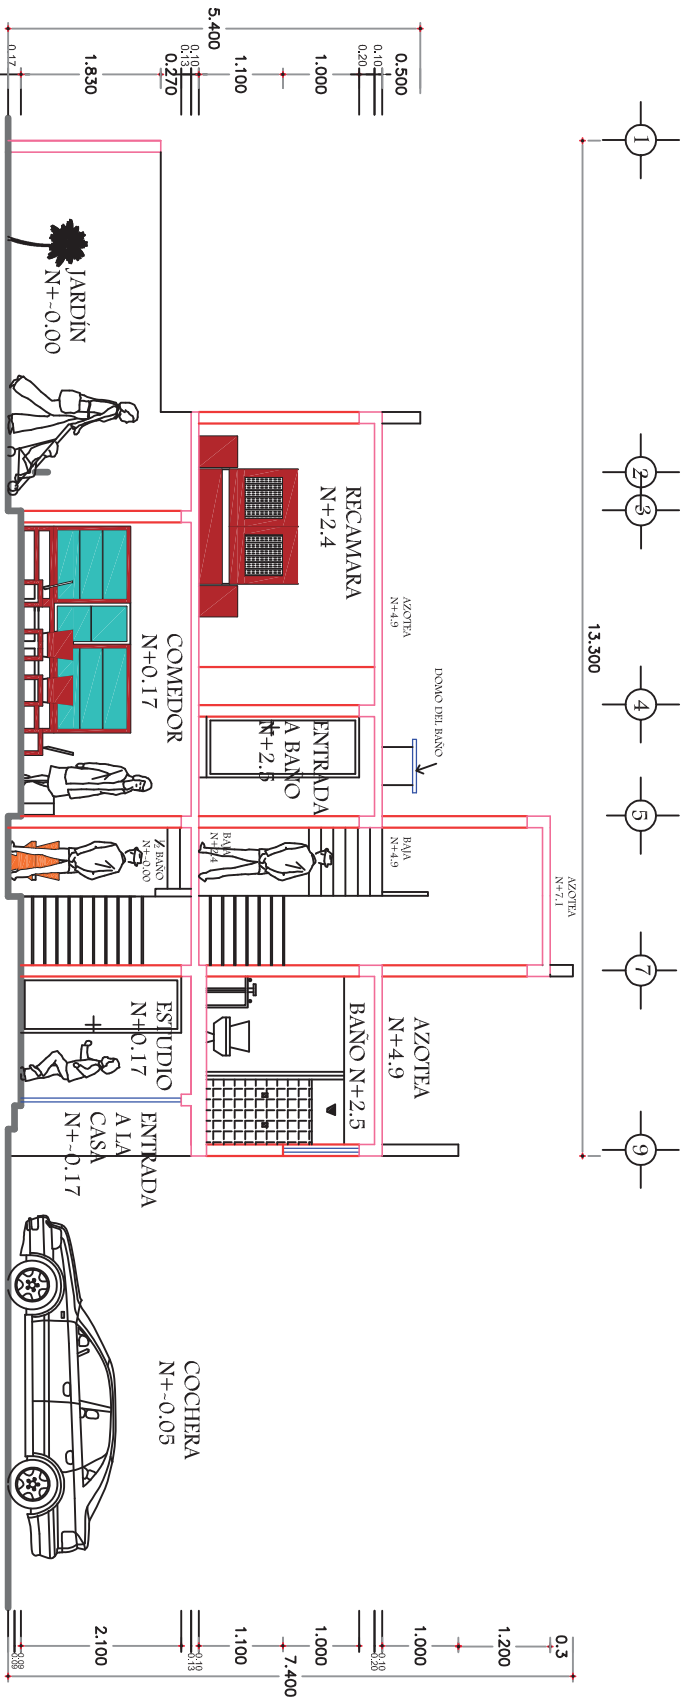 1
2
3
4
5
7
9
13.300
5.400
0.500
0.10
0.20
1.000
1.100
0.10
0.13
0.270
1.830
0.17
AZOTEA
N+7.1
DOMO DEL BAÑO
AZOTEA
N+4.9
BAJA
N+4.9
AZOTEA
N+4.9
RECAMARA
N+2.4
ENTRADA
A BAÑO
N+2.5
BAJA
N+2.4
BAÑO N+2.5
JARDÍN
N+-0.00
COMEDOR
N+0.17
½ BAÑO
N+-0.00
ESTUDIO
N+0.17
ENTRADA
A LA
CASA
N+-0.17
COCHERA
N+-0.05
0.3
1.200
1.000
0.10
0.20
1.000
1.100
0.10
0.13
2.100
0.09
7.400